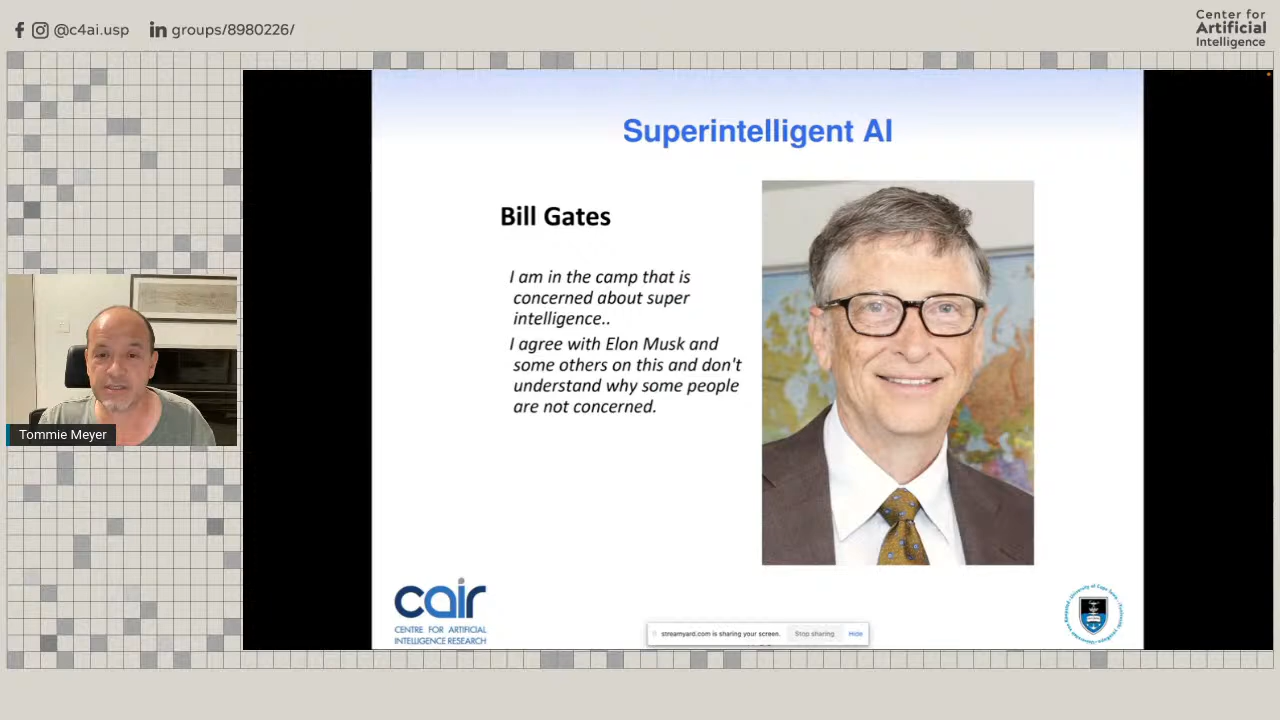 @c4ai.usp
groups/8980226/
Center for
Artificial
Intelligence
Superintelligent AI
Bill Gates
I am in the camp that is
concerned about super
intelligence..
I agree with Elon Musk and
some others on this and don't
understand why some people
are not concerned.
Tommie Meyer
cair
CENTRE FOR ARTIFICIAL
INTELLIGENCE RESEARCH
streamyard.com is sharing your screen.
Stop sharing
Hide